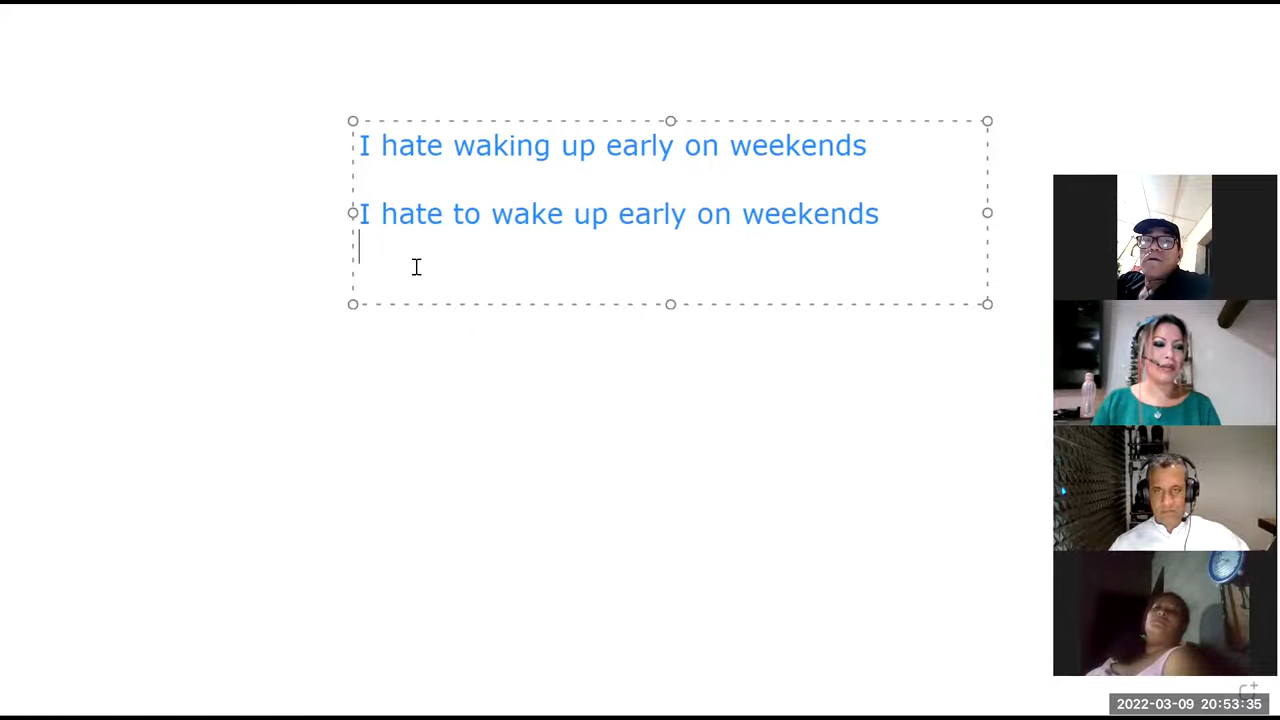 I hate waking up early on weekends
I hate to wake up early on weekends
2022-03-09 20:53:35